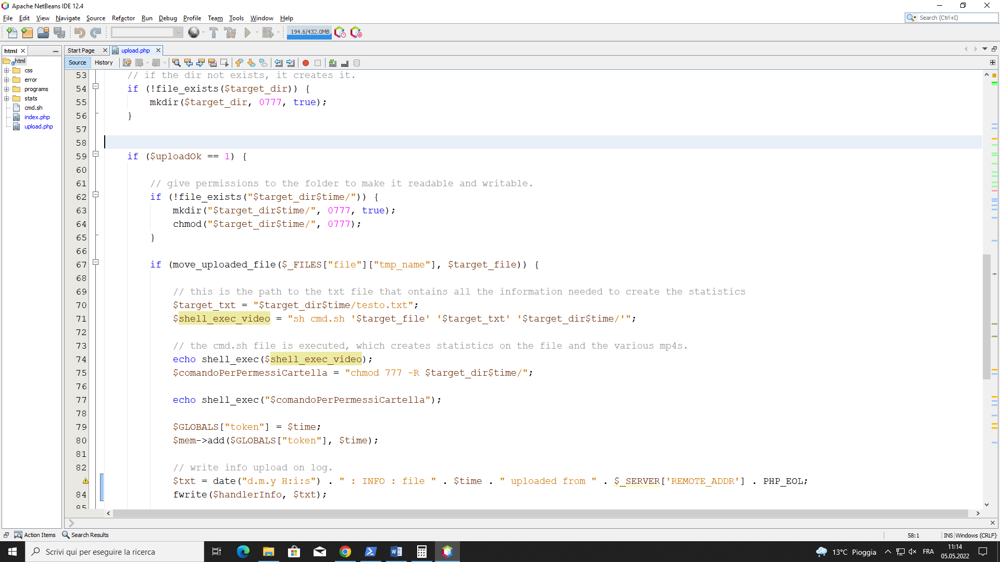 Apache NetBeans IDE 12.4
File Edit View Navigate Source Refactor Run Debug Profile Team Tools Window Help
Search (Ctrl+I)
194.6/432.0MB
html
Start Page
upload.php
Source History
html
css
error
programs
stats
cmd.sh
index.php
upload.php
53 // if the dir not exists, it creates it.
54 if (!file_exists($target_dir)) {
55 mkdir($target_dir, 0777, true);
56 }
57
58
59 if ($uploadOk == 1) {
60
61 // give permissions to the folder to make it readable and writable.
62 if (!file_exists("$target_dir$time/")) {
63 mkdir("$target_dir$time/", 0777, true);
64 chmod("$target_dir$time/", 0777);
65 }
66
67 if (move_uploaded_file($_FILES["file"]["tmp_name"], $target_file)) {
68
69 // this is the path to the txt file that ontains all the information needed to create the statistics
70 $target_txt = "$target_dir$time/testo.txt";
71 $shell_exec_video = "sh cmd.sh '$target_file' '$target_txt' '$target_dir$time/'";
72
73 // the cmd.sh file is executed, which creates statistics on the file and the various mp4s.
74 echo shell_exec($shell_exec_video);
75 $comandoPerPermessiCartella = "chmod 777 -R $target_dir$time/";
76
77 echo shell_exec("$comandoPerPermessiCartella");
78
79 $GLOBALS["token"] = $time;
80 $mem->add($GLOBALS["token"], $time);
81
82 // write info upload on log.
$txt = date("d.m.y H:i:s") . " : INFO : file " . $time . " uploaded from " . $_SERVER['REMOTE_ADDR'] . PHP_EOL;
84 fwrite($handlerInfo, $txt);
85
Action Items Search Results
58:1 INS Windows (CRLF)
Scrivi qui per eseguire la ricerca
13°C Pioggia
FRA
11:14
05.05.2022